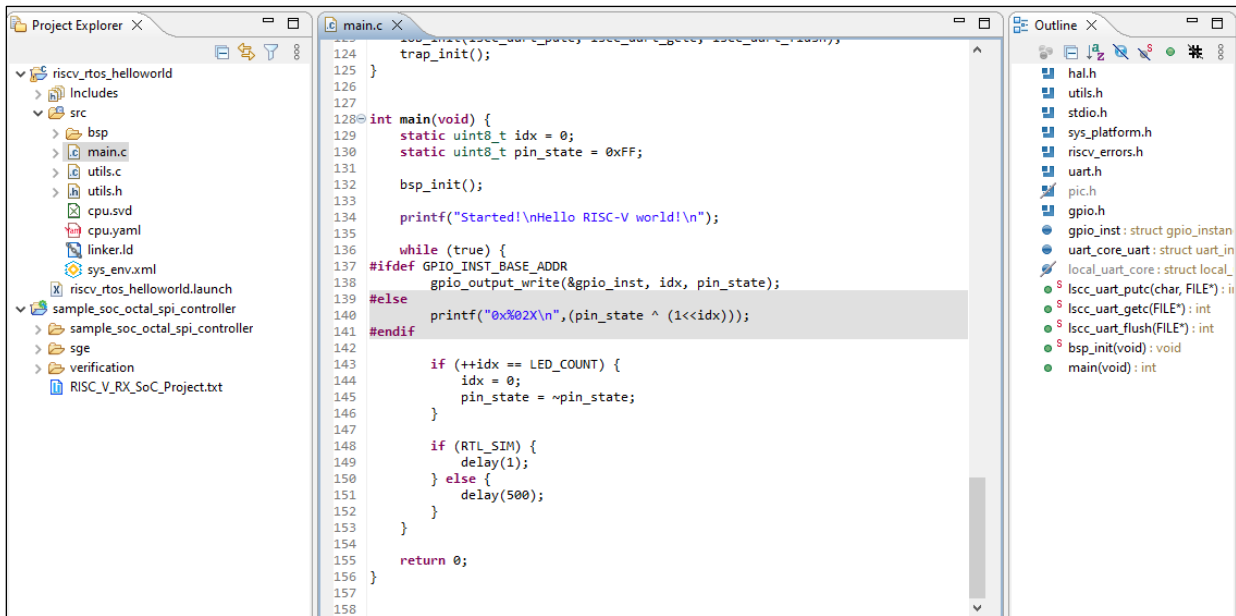 Project Explorer
riscv_rtos_helloworld
Includes
src
bsp
main.c
utils.c
utils.h
cpu.svd
cpu.yaml
linker.ld
sys_env.xml
riscv_rtos_helloworld.launch
sample_soc_octal_spi_controller
sample_soc_octal_spi_controller
sge
verification
RISC_V_RX_SoC_Project.txt
main.c
124 trap_init();
125 }
126
127
128 int main(void) {
129 static uint8_t idx = 0;
130 static uint8_t pin_state = 0xFF;
131
132 bsp_init();
133
134 printf("Started!\nHello RISC-V world!\n");
135
136 while (true) {
137 #ifdef GPIO_INST_BASE_ADDR
138 gpio_output_write(&gpio_inst, idx, pin_state);
139 #else
140 printf("0x%02X\n",(pin_state ^ (1<<idx)));
141 #endif
142
143 if (++idx == LED_COUNT) {
144 idx = 0;
145 pin_state = ~pin_state;
146 }
147
148 if (RTL_SIM) {
149 delay(1);
150 } else {
151 delay(500);
152 }
153 }
154
155 return 0;
156 }
157
158
Outline
hal.h
utils.h
stdio.h
sys_platform.h
riscv_errors.h
uart.h
pic.h
gpio.h
gpio_inst : struct gpio_instan
uart_core_uart : struct uart_in
local_uart_core : struct local_
lscc_uart_putc(char, FILE*) :
lscc_uart_getc(FILE*) : int
lscc_uart_flush(FILE*) : int
bsp_init(void) : void
main(void) : int